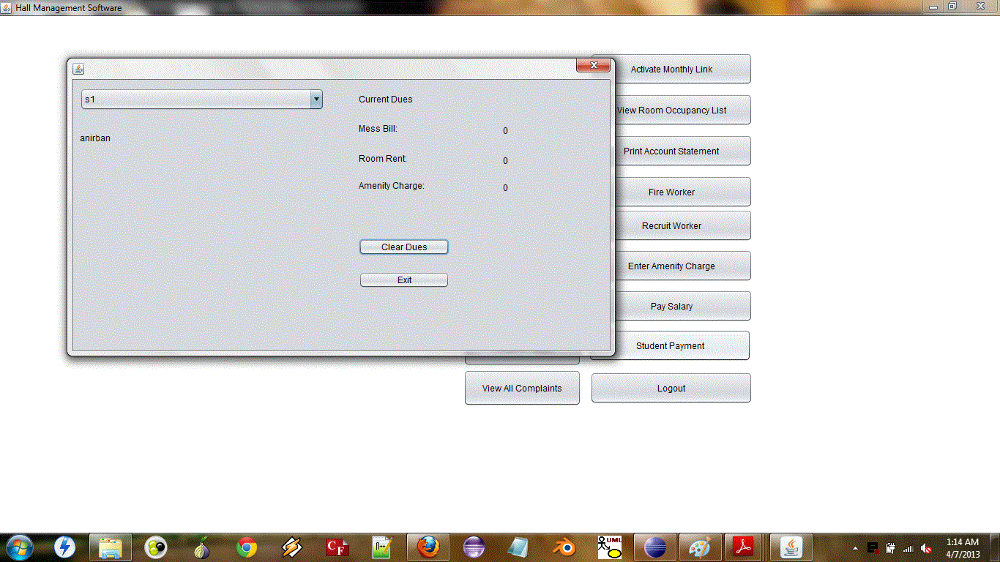 Hall Management Software
s1
anirban
Current Dues
Mess Bill: 0
Room Rent: 0
Amenity Charge: 0
Clear Dues
Exit
Activate Monthly Link
View Room Occupancy List
Print Account Statement
Fire Worker
Recruit Worker
Enter Amenity Charge
Pay Salary
Student Payment
View All Complaints
Logout
CF
n++
UML
1:14 AM
4/7/2013